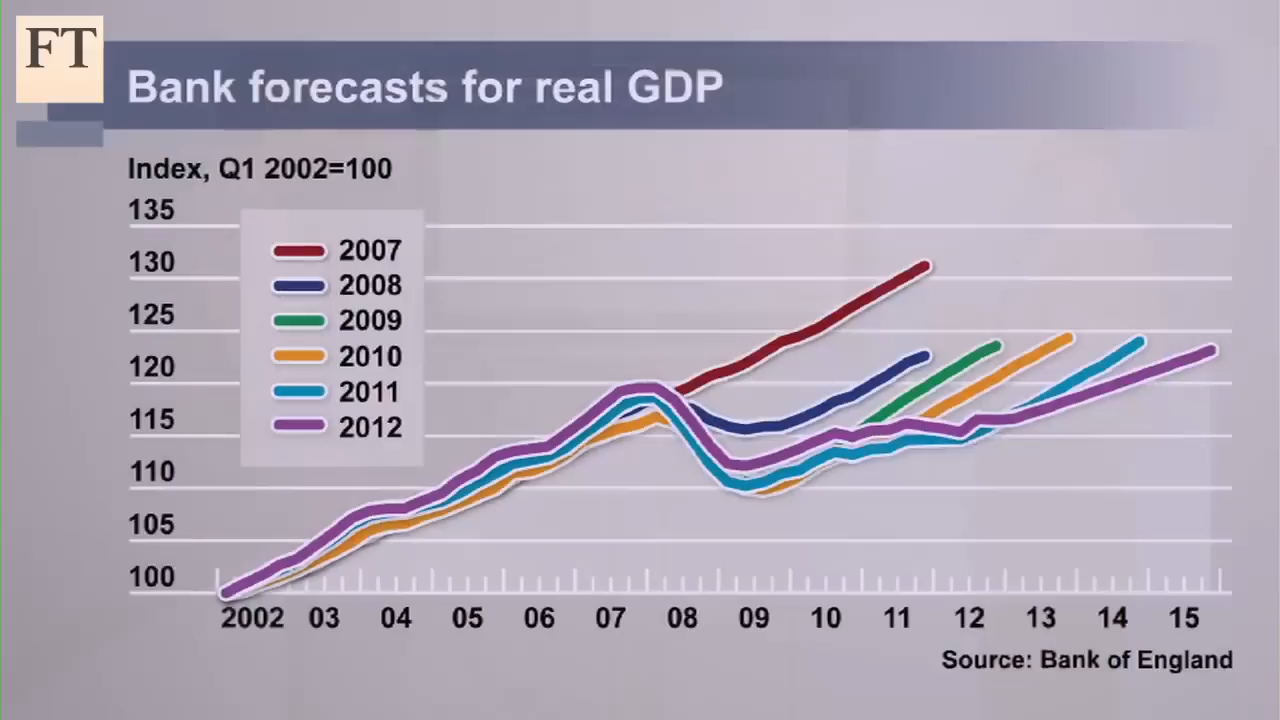 FT
Bank forecasts for real GDP
Index, Q1 2002=100
135
130
125
120
115
110
105
100
2007
2008
2009
2010
2011
2012
2002 03 04 05 06 07 08 09 10 11 12 13 14 15
Source: Bank of England